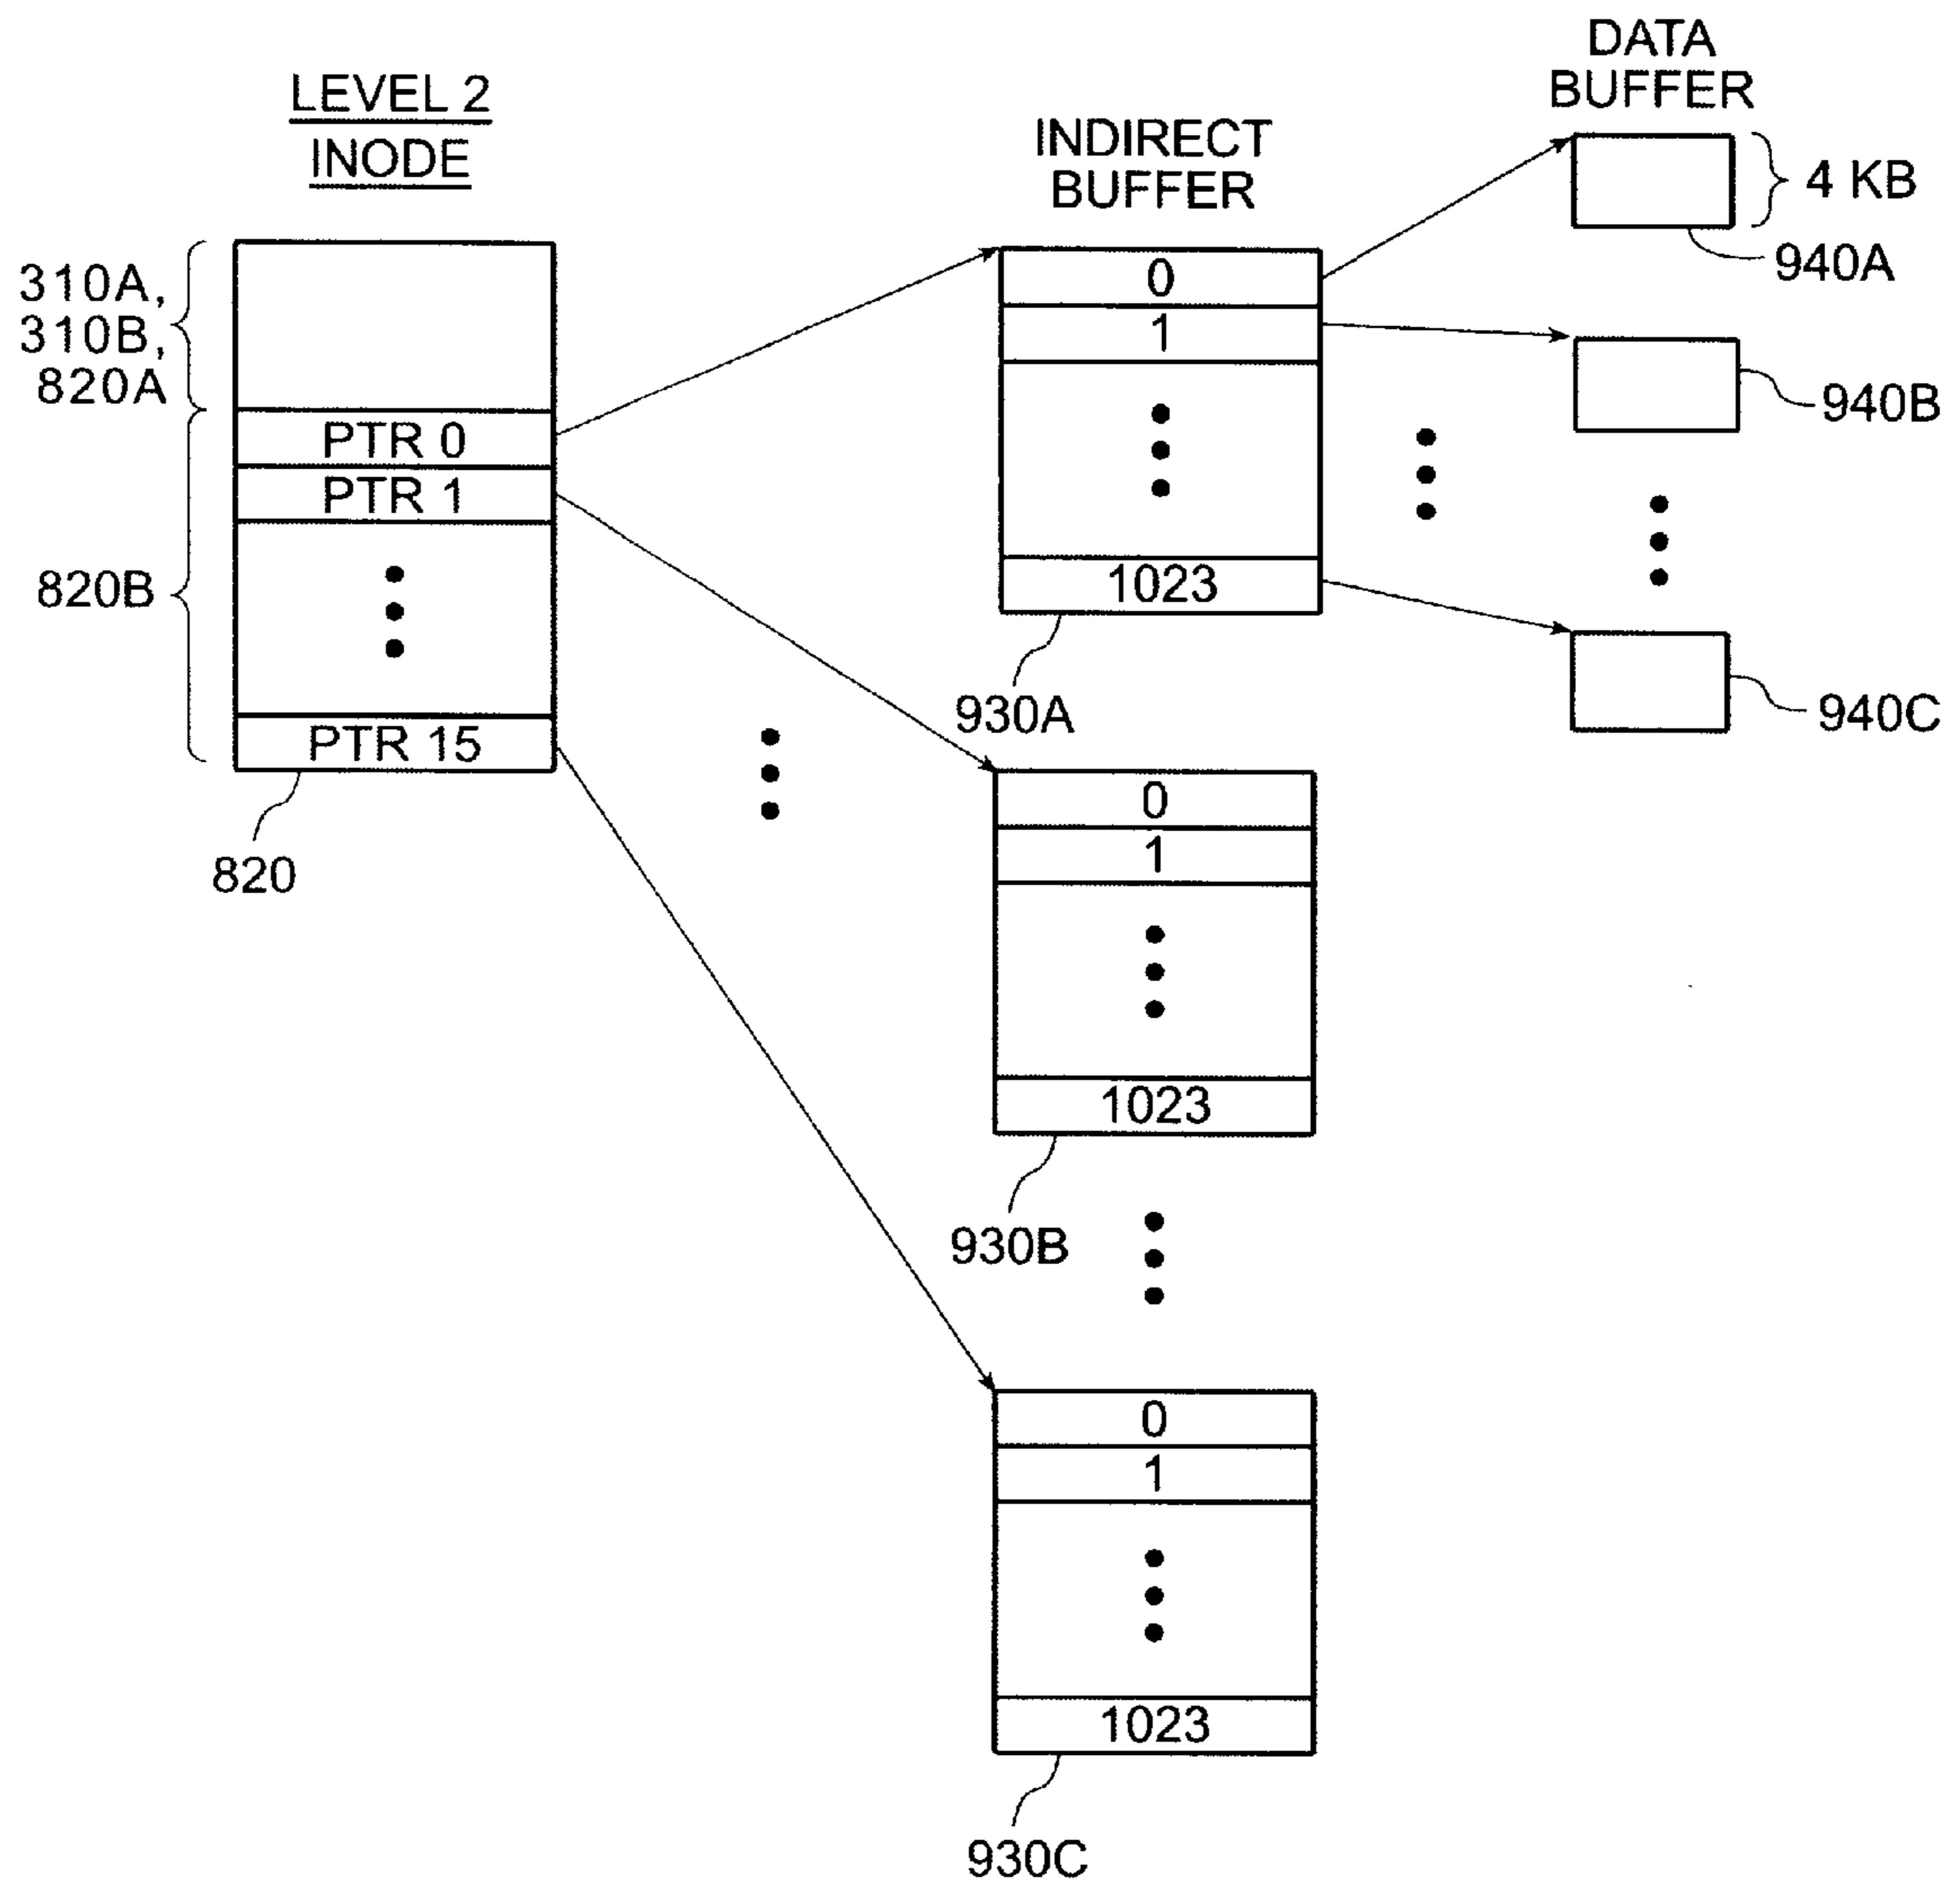 LEVEL 2
INODE
310A,
310B,
820A
820B
PTR 0
PTR 1
PTR 15
820
INDIRECT
BUFFER
0
1
1023
930A
0
1
1023
930B
0
1
1023
930C
DATA
BUFFER
4 KB
940A
940B
940C